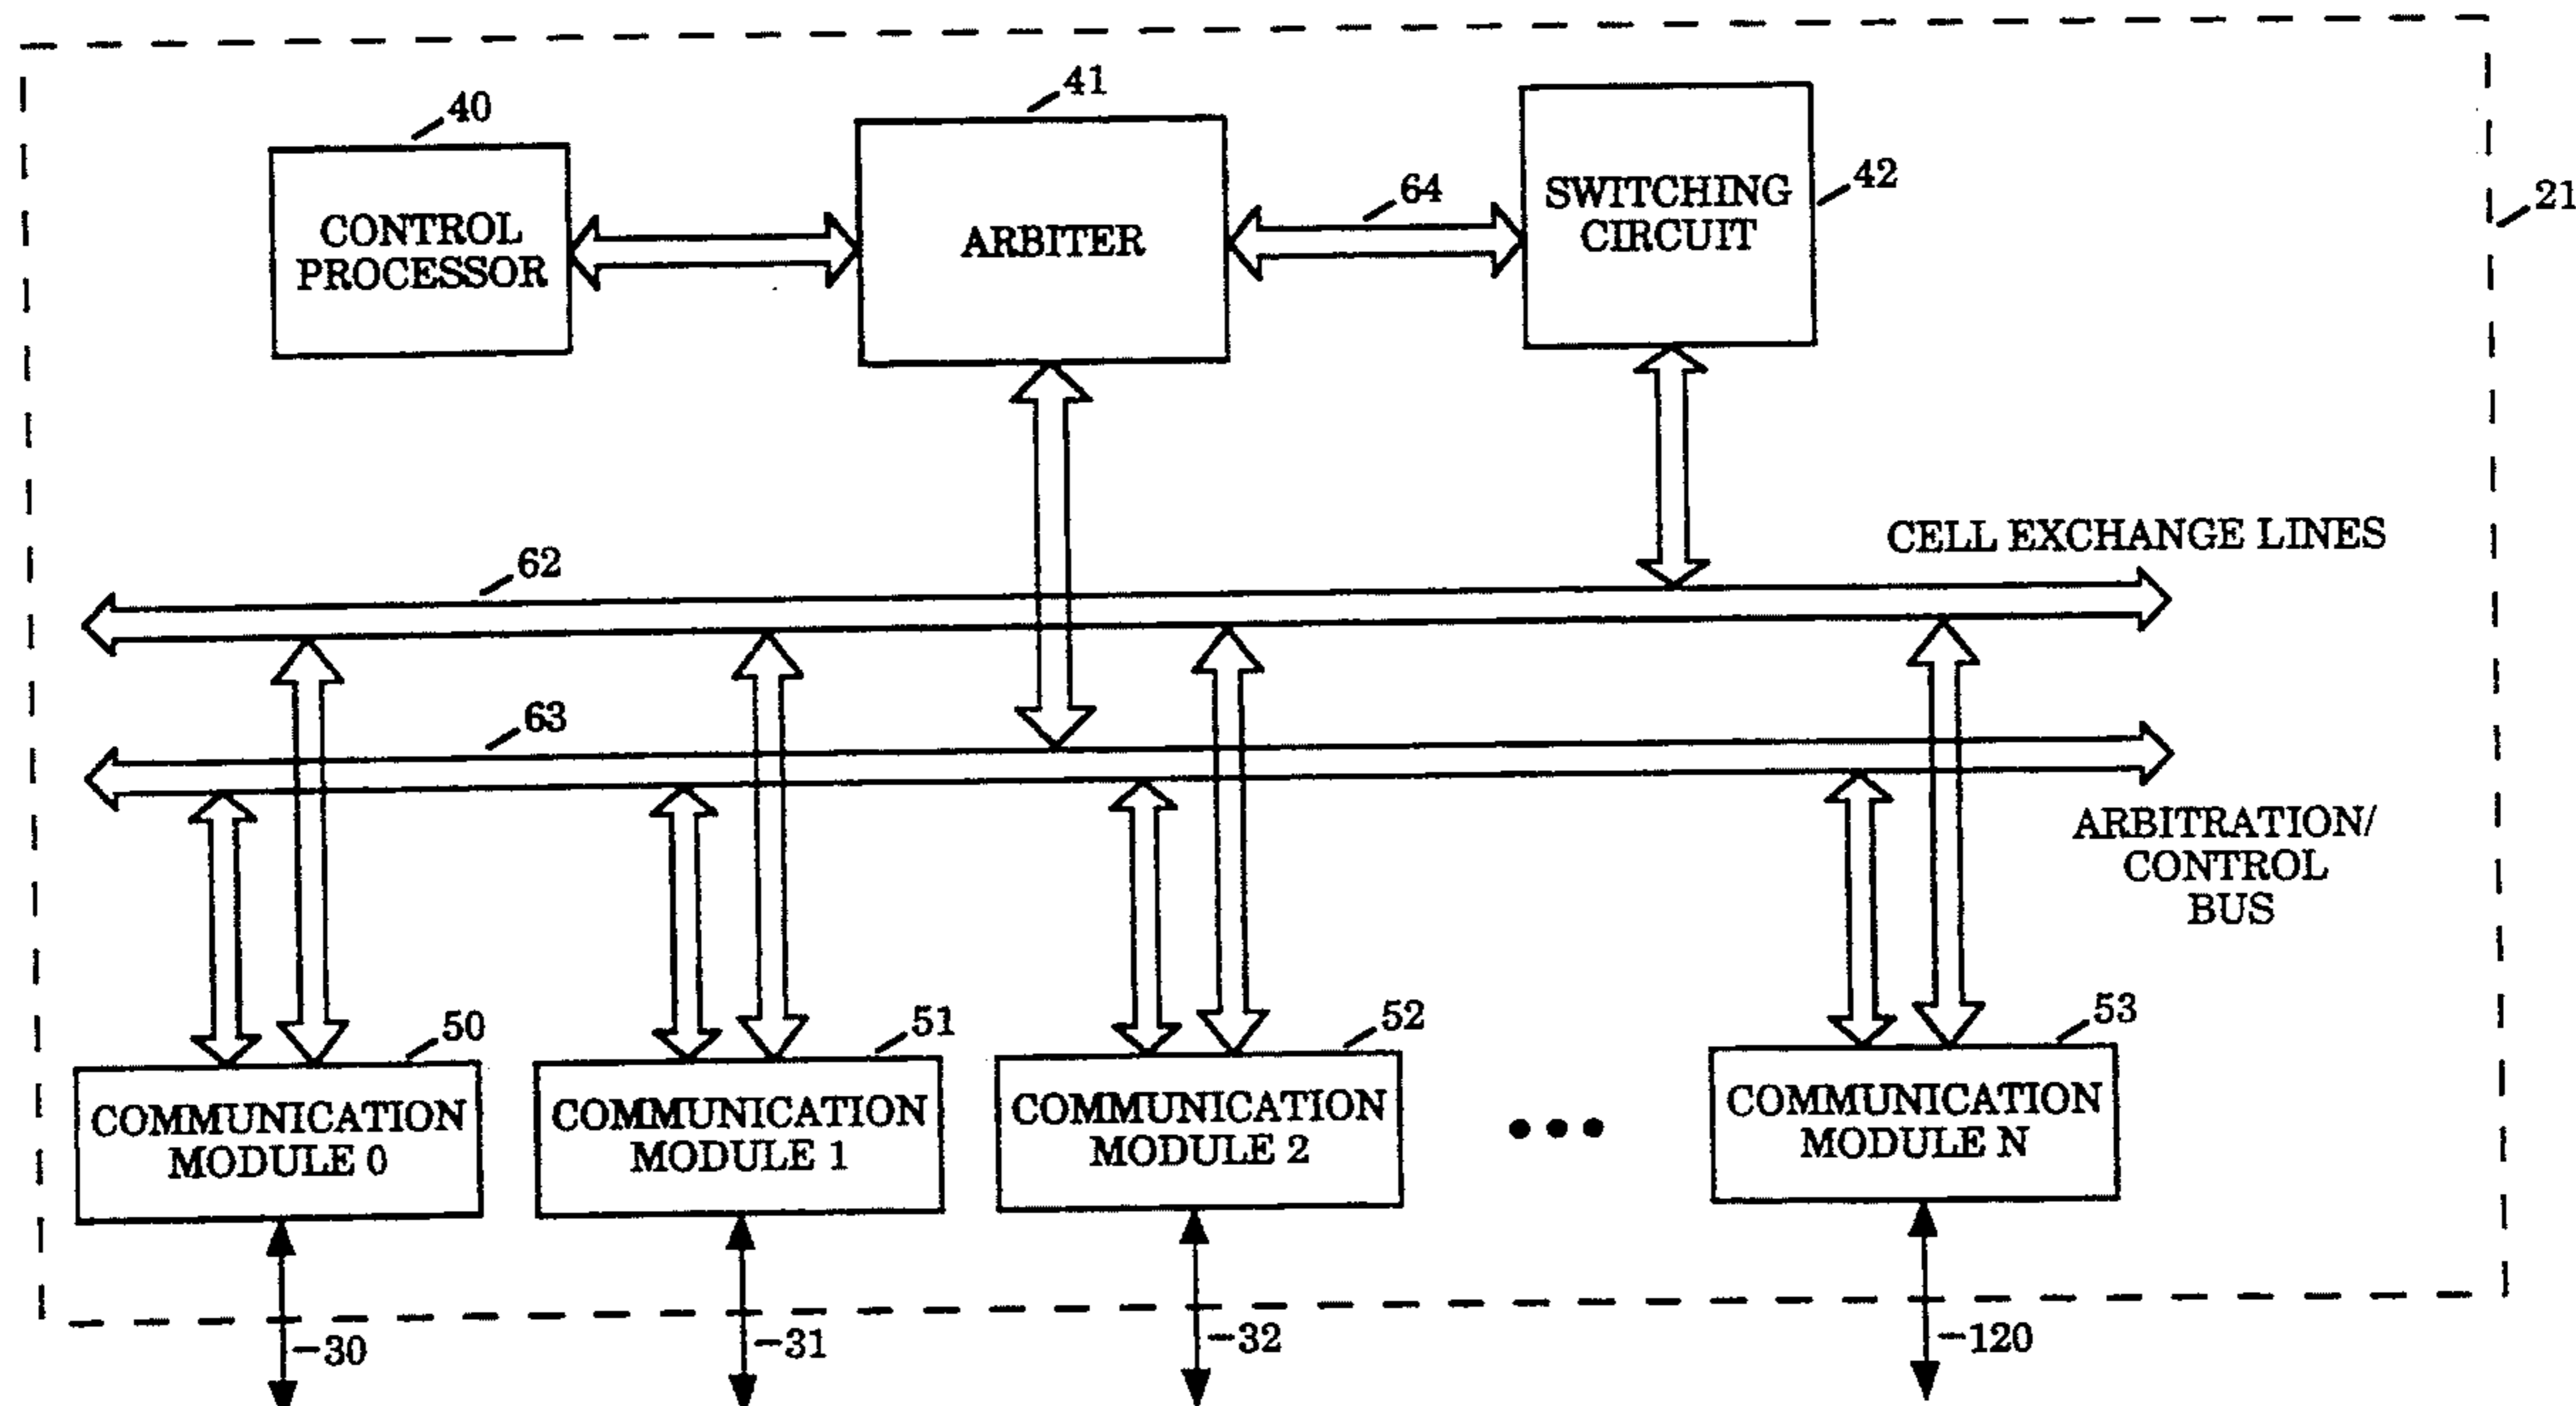 40
41
42
21
CONTROL
PROCESSOR
ARBITER
64
SWITCHING
CIRCUIT
CELL EXCHANGE LINES
62
63
ARBITRATION/
CONTROL
BUS
50
51
52
53
COMMUNICATION
MODULE 0
COMMUNICATION
MODULE 1
COMMUNICATION
MODULE 2
COMMUNICATION
MODULE N
30
31
32
120